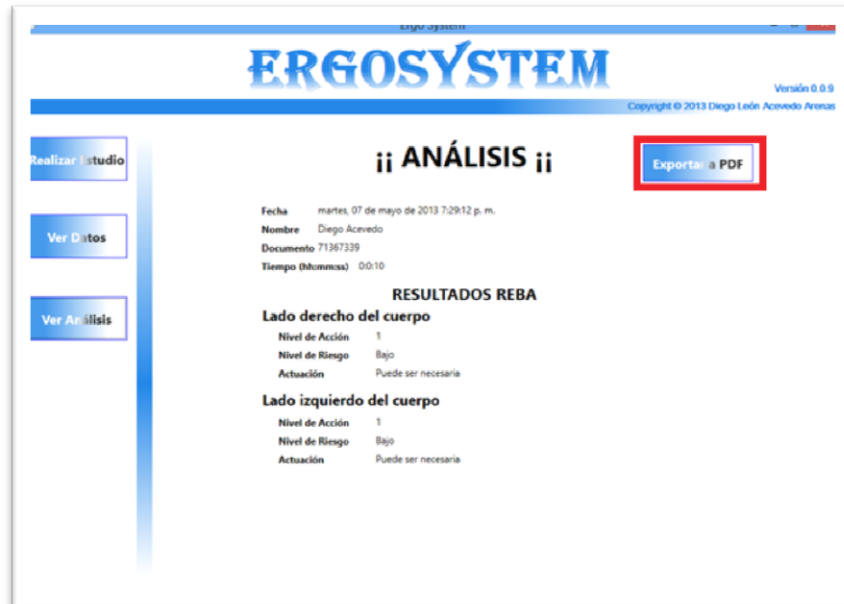 Ergo System
ERGOSYSTEM
Versión 0.0.9
Copyright © 2013 Diego León Acevedo Arenas
Realizar Estudio
¡¡ ANÁLISIS ¡¡
Exportar a PDF
Fecha martes, 07 de mayo de 2013 7:29:12 p. m.
Nombre Diego Acevedo
Ver Datos
Documento 71367339
Tiempo (hh:mm:ss) 0:0:10
RESULTADOS REBA
Lado derecho del cuerpo
Ver Análisis
Nivel de Acción 1
Nivel de Riesgo Bajo
Actuación Puede ser necesaria
Lado izquierdo del cuerpo
Nivel de Acción 1
Nivel de Riesgo Bajo
Actuación Puede ser necesaria